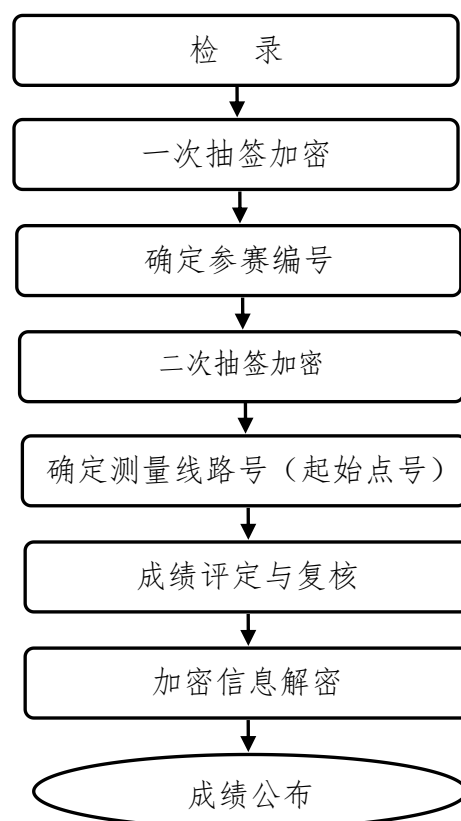 检 录
一次抽签加密
确定参赛编号
二次抽签加密
确定测量线路号（起始点号）
成绩评定与复核
加密信息解密
成绩公布